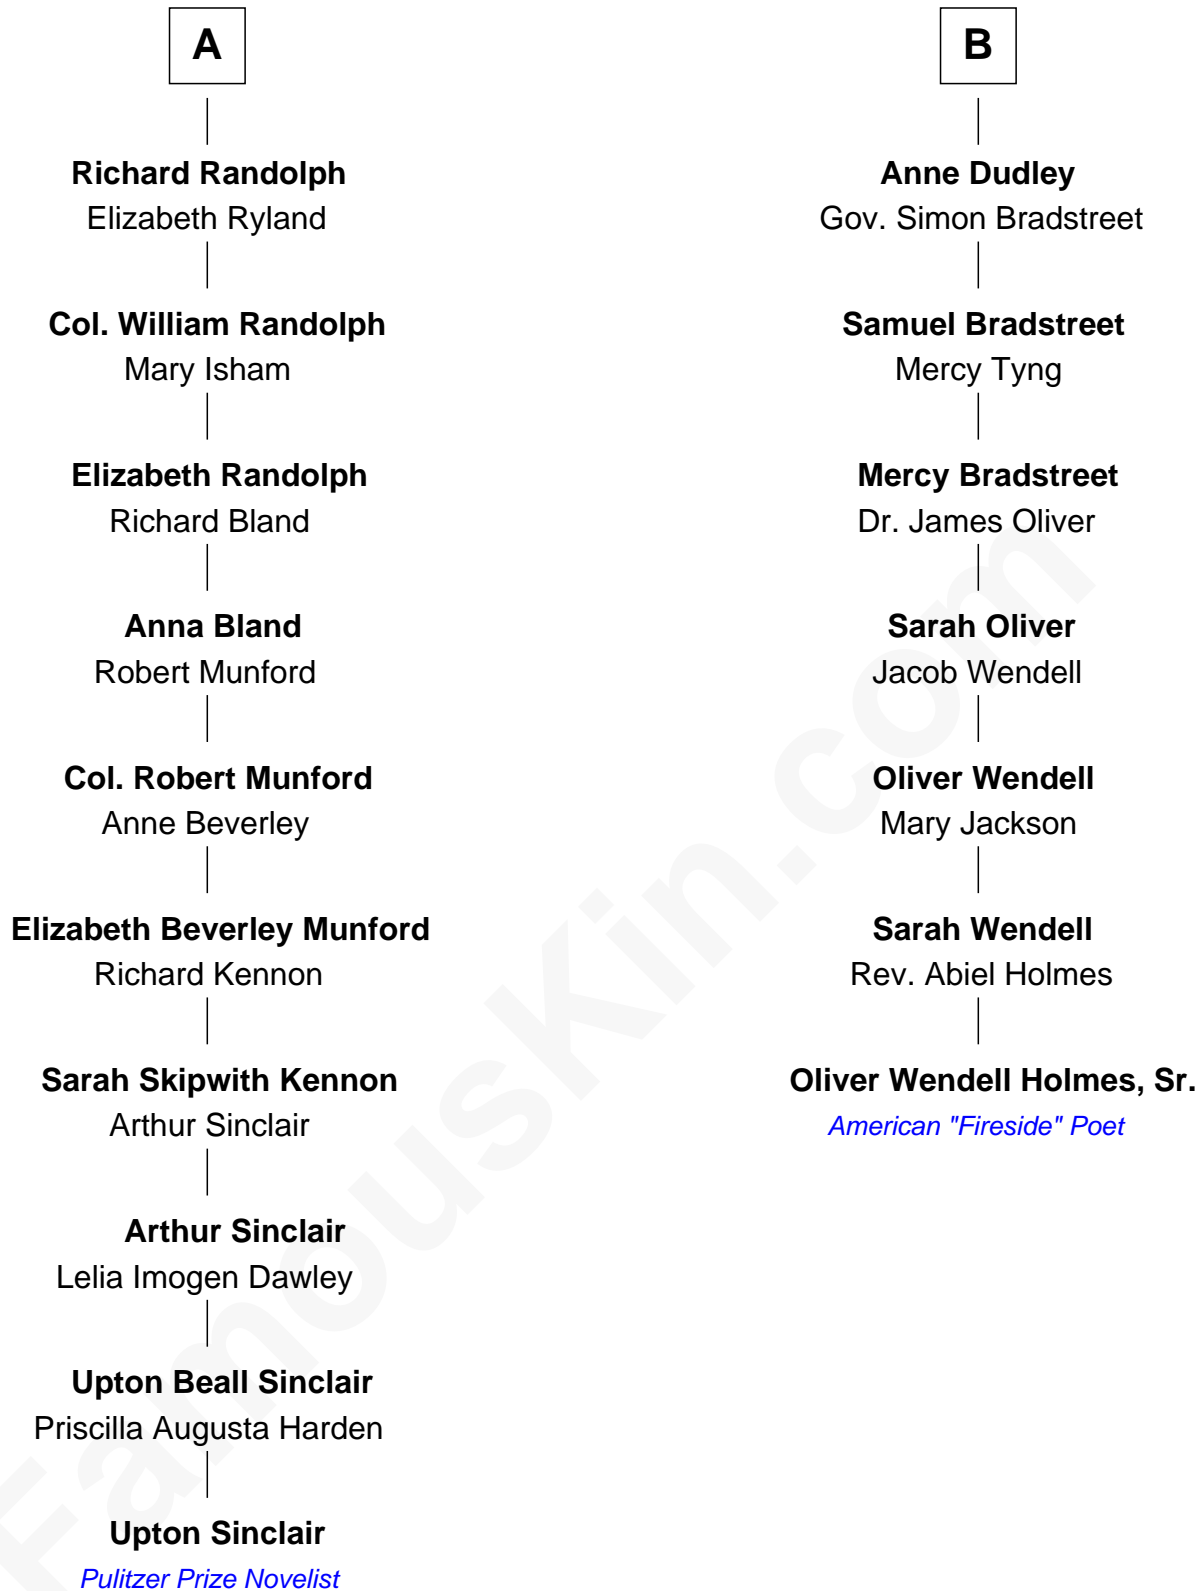 A
Richard Randolph
Elizabeth Ryland
Col. William Randolph
Mary Isham
Elizabeth Randolph
Richard Bland
Anna Bland
Robert Munford
Col. Robert Munford
Anne Beverley
Elizabeth Beverley Munford
Richard Kennon
Sarah Skipwith Kennon
Arthur Sinclair
Arthur Sinclair
Lelia Imogen Dawley
Upton Beall Sinclair
Priscilla Augusta Harden
Upton Sinclair
Pulitzer Prize Novelist
B
Anne Dudley
Gov. Simon Bradstreet
Samuel Bradstreet
Mercy Tyng
Mercy Bradstreet
Dr. James Oliver
Sarah Oliver
Jacob Wendell
Oliver Wendell
Mary Jackson
Sarah Wendell
Rev. Abiel Holmes
Oliver Wendell Holmes, Sr.
American "Fireside" Poet
FamousKin.com